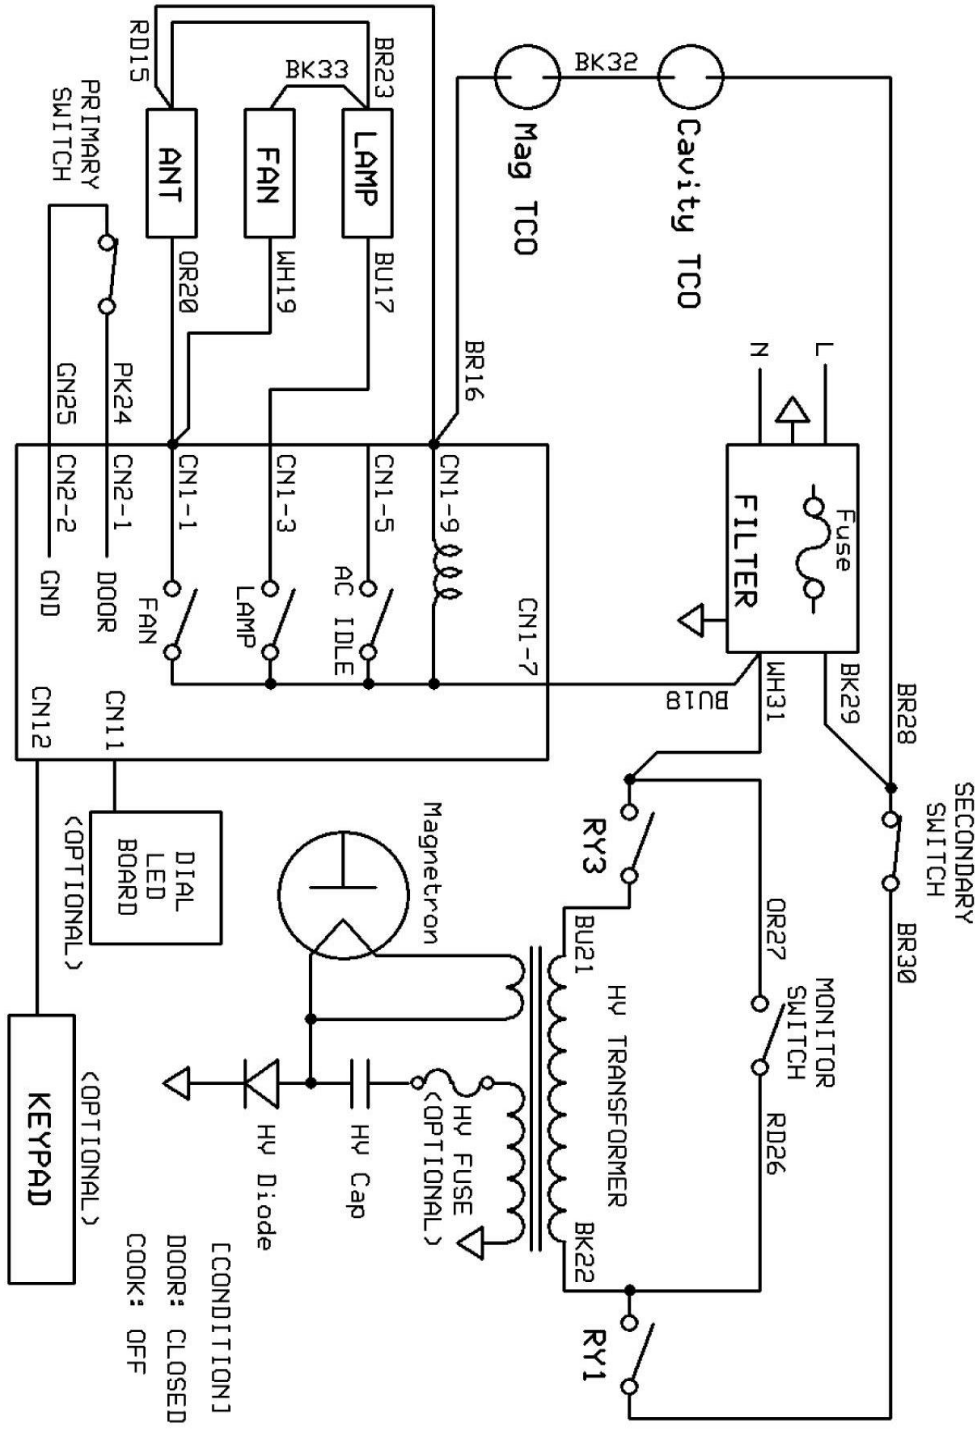 SECONDARY
SWITCH
BR28
BR30
BK29
L
N
Fuse
FILTER
WH31
BU18
Cavity TCO
BK32
Mag TCO
BR16
OR27
MONITOR
SWITCH
RD26
RY3
RY1
BU21
HV TRANSFORMER
BK22
HV FUSE
(OPTIONAL)
Magnetron
HV Cap
HV Diode
BR23
LAMP
BU17
BK33
FAN
WH19
RD15
ANT
OR20
PRIMARY
SWITCH
PK24
GN25
CN1-7
CN1-9
CN1-5
AC IDLE
CN1-3
LAMP
CN1-1
FAN
CN2-1
DOOR
CN2-2
GND
CN11
CN12
DIAL
LED
BOARD
(OPTIONAL)
(OPTIONAL)
KEYPAD
[CONDITION]
DOOR: CLOSED
COOK: OFF